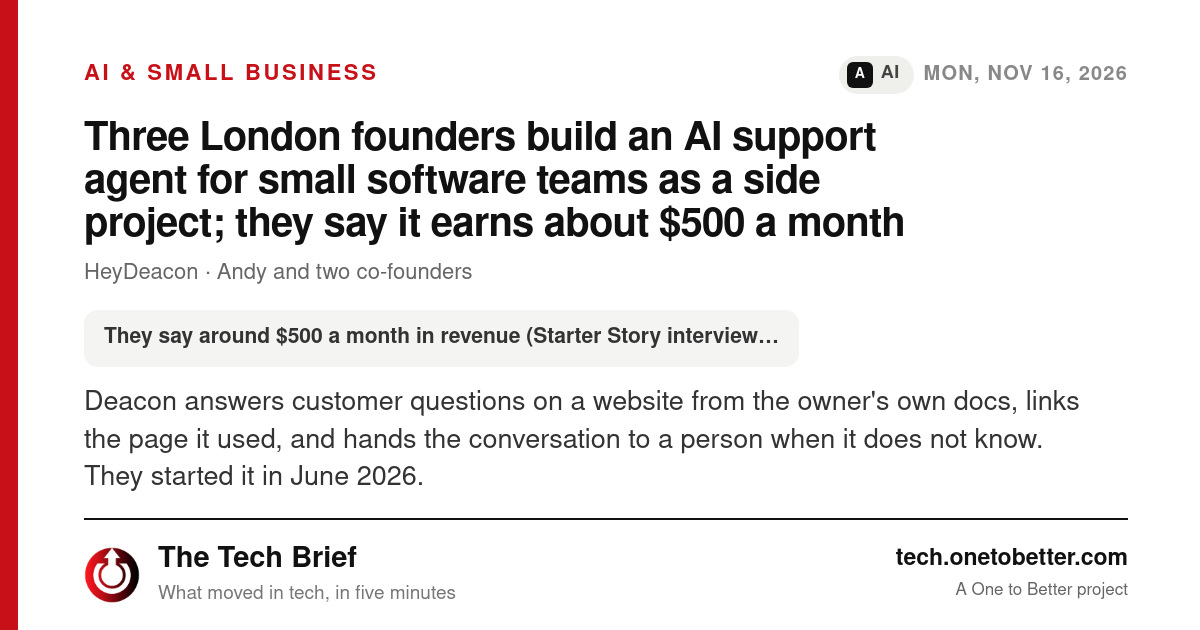 AI & SMALL BUSINESS
A AI MON, NOV 16, 2026
Three London founders build an AI support
agent for small software teams as a side
project; they say it earns about $500 a month
HeyDeacon · Andy and two co-founders
They say around $500 a month in revenue (Starter Story interview…
Deacon answers customer questions on a website from the owner's own docs, links
the page it used, and hands the conversation to a person when it does not know.
They started it in June 2026.
The Tech Brief
What moved in tech, in five minutes
tech.onetobetter.com
A One to Better project